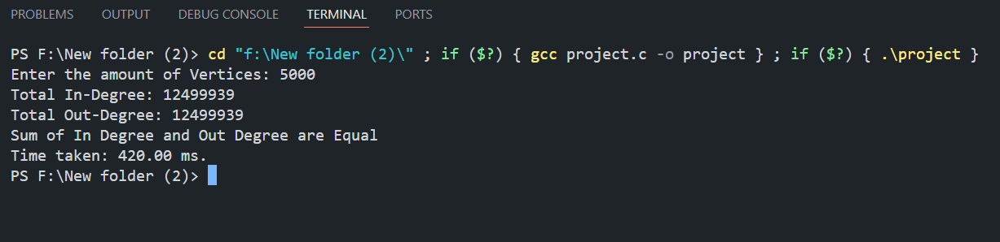 PROBLEMS OUTPUT DEBUG CONSOLE TERMINAL PORTS
PS F:\New folder (2)> cd "f:\New folder (2)\" ; if ($?) { gcc project.c -o project } ; if ($?) { .\project }
Enter the amount of Vertices: 5000
Total In-Degree: 12499939
Total Out-Degree: 12499939
Sum of In Degree and Out Degree are Equal
Time taken: 420.00 ms.
PS F:\New folder (2)>